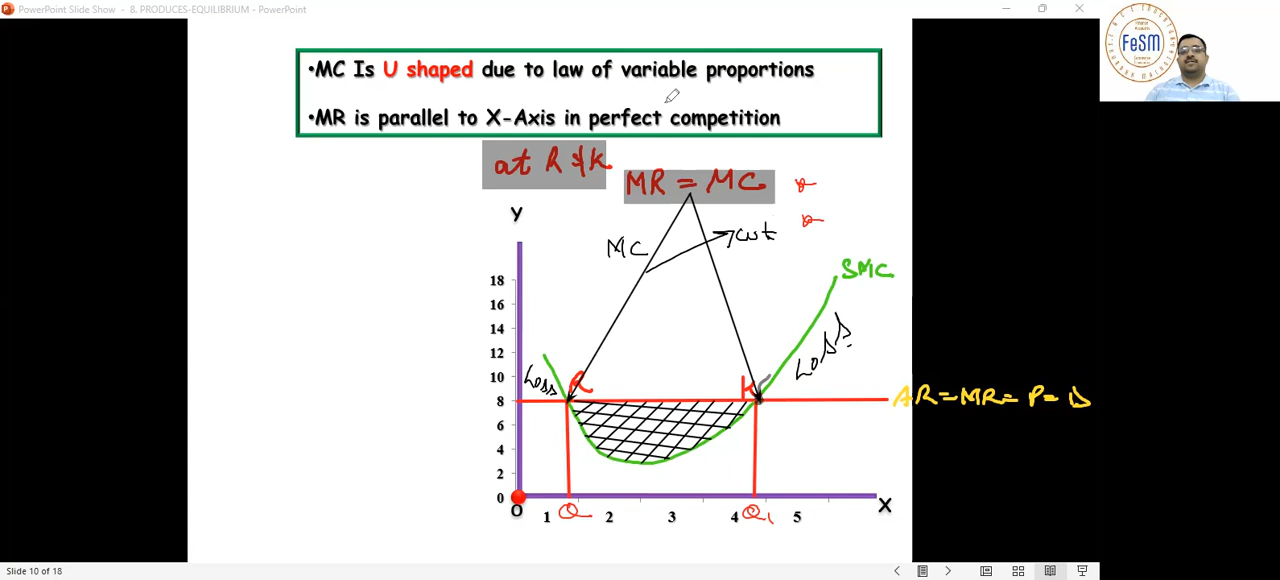 PowerPoint Slide Show - 8. PRODUCES-EQUILIBRIUM - PowerPoint
FeSM
•MC Is U shaped due to law of variable proportions
•MR is parallel to X-Axis in perfect competition
at R & K
MR = MC
Y
MC
cut
SMC
18
16
14
12
10
8
6
4
2
0
Loss
R
K
Loss
AR=MR=P=D
O
1
Q
2
3
4
Q1
5
X
Slide 10 of 18